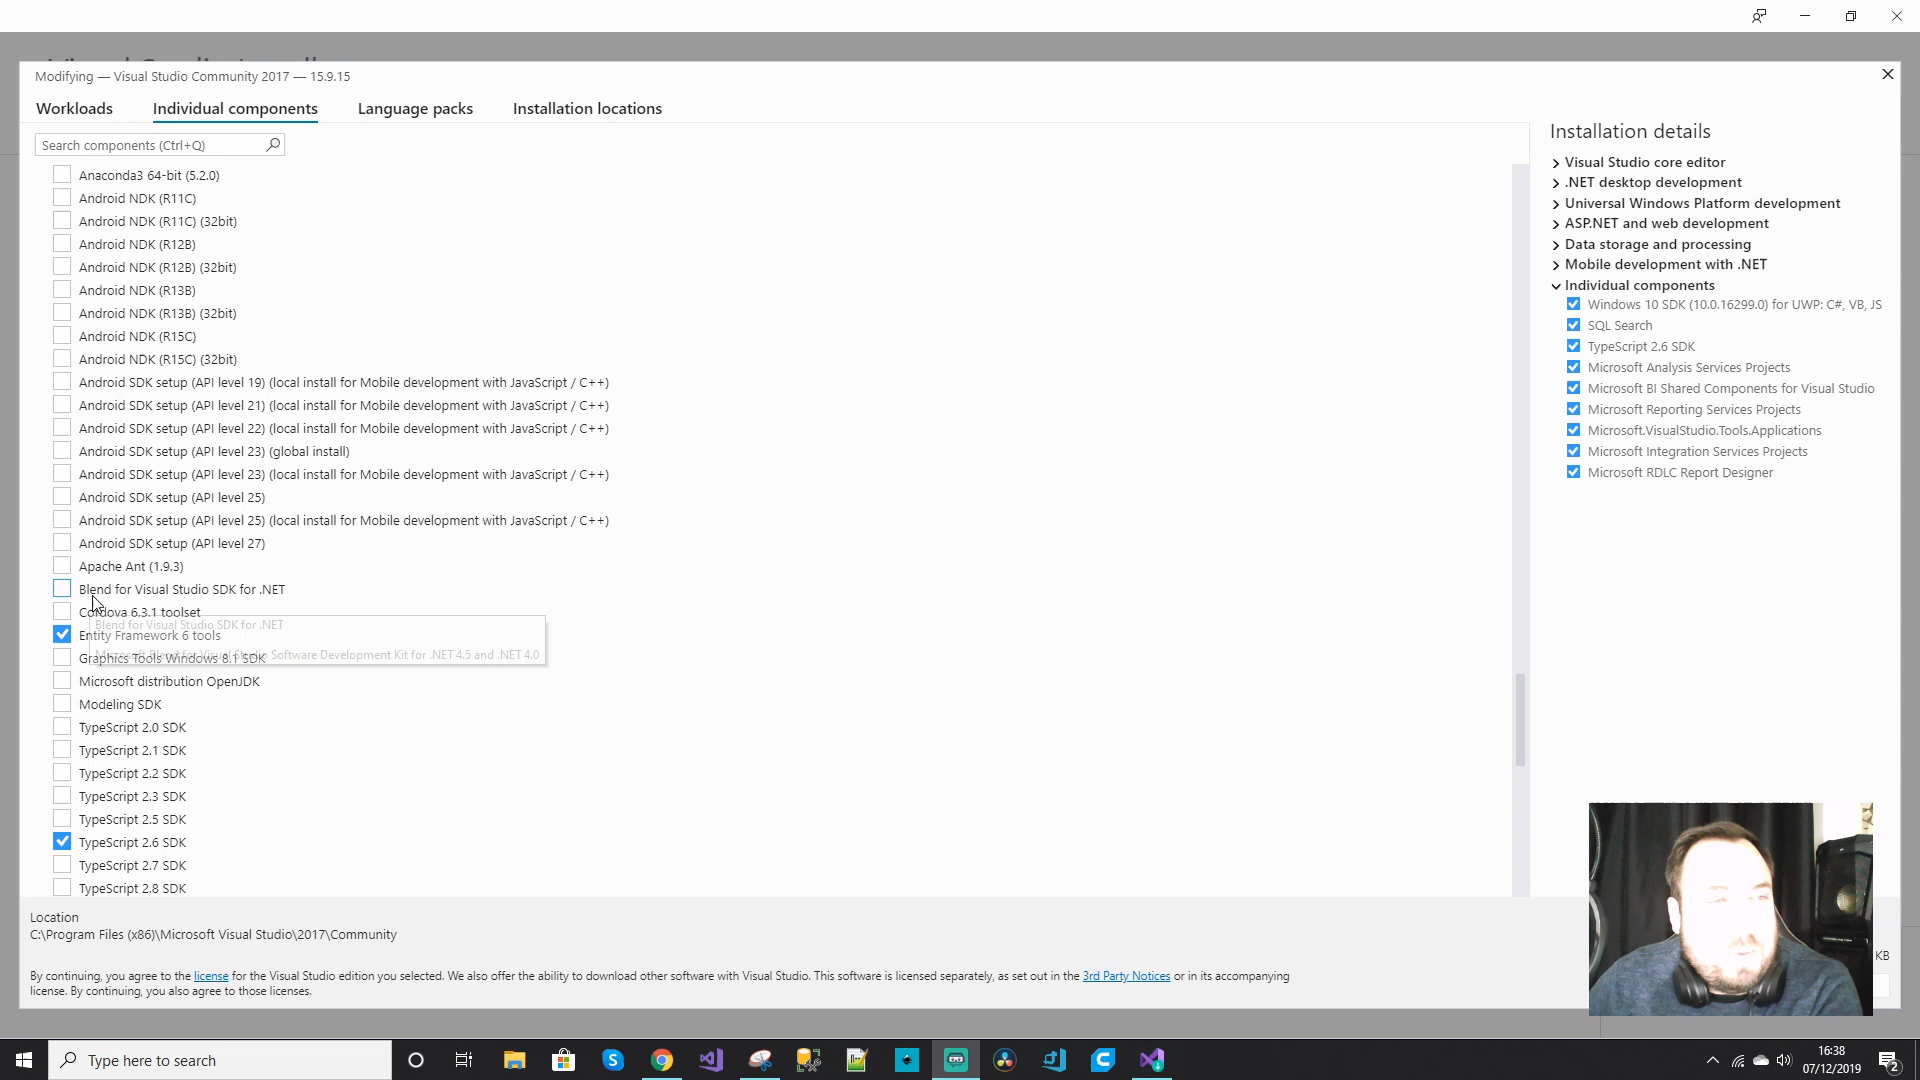 Modifying — Visual Studio Community 2017 — 15.9.15
Workloads
Individual components
Language packs
Installation locations
Search components (Ctrl+Q)
Anaconda3 64-bit (5.2.0)
Android NDK (R11C)
Android NDK (R11C) (32bit)
Android NDK (R12B)
Android NDK (R12B) (32bit)
Android NDK (R13B)
Android NDK (R13B) (32bit)
Android NDK (R15C)
Android NDK (R15C) (32bit)
Android SDK setup (API level 19) (local install for Mobile development with JavaScript / C++)
Android SDK setup (API level 21) (local install for Mobile development with JavaScript / C++)
Android SDK setup (API level 22) (local install for Mobile development with JavaScript / C++)
Android SDK setup (API level 23) (global install)
Android SDK setup (API level 23) (local install for Mobile development with JavaScript / C++)
Android SDK setup (API level 25)
Android SDK setup (API level 25) (local install for Mobile development with JavaScript / C++)
Android SDK setup (API level 27)
Apache Ant (1.9.3)
Blend for Visual Studio SDK for .NET
Cordova 6.3.1 toolset
Blend for Visual Studio SDK for .NET
Entity Framework 6 tools
Microsoft Blend for Visual Studio Software Development Kit for .NET 4.5 and .NET 4.0
Graphics Tools Windows 8.1 SDK
Microsoft distribution OpenJDK
Modeling SDK
TypeScript 2.0 SDK
TypeScript 2.1 SDK
TypeScript 2.2 SDK
TypeScript 2.3 SDK
TypeScript 2.5 SDK
TypeScript 2.6 SDK
TypeScript 2.7 SDK
TypeScript 2.8 SDK
Installation details
Visual Studio core editor
.NET desktop development
Universal Windows Platform development
ASP.NET and web development
Data storage and processing
Mobile development with .NET
Individual components
Windows 10 SDK (10.0.16299.0) for UWP: C#, VB, JS
SQL Search
TypeScript 2.6 SDK
Microsoft Analysis Services Projects
Microsoft BI Shared Components for Visual Studio
Microsoft Reporting Services Projects
Microsoft.VisualStudio.Tools.Applications
Microsoft Integration Services Projects
Microsoft RDLC Report Designer
Location
C:\Program Files (x86)\Microsoft Visual Studio\2017\Community
KB
By continuing, you agree to the license for the Visual Studio edition you selected. We also offer the ability to download other software with Visual Studio. This software is licensed separately, as set out in the 3rd Party Notices or in its accompanying
license. By continuing, you also agree to those licenses.
Type here to search
16:38
07/12/2019
2